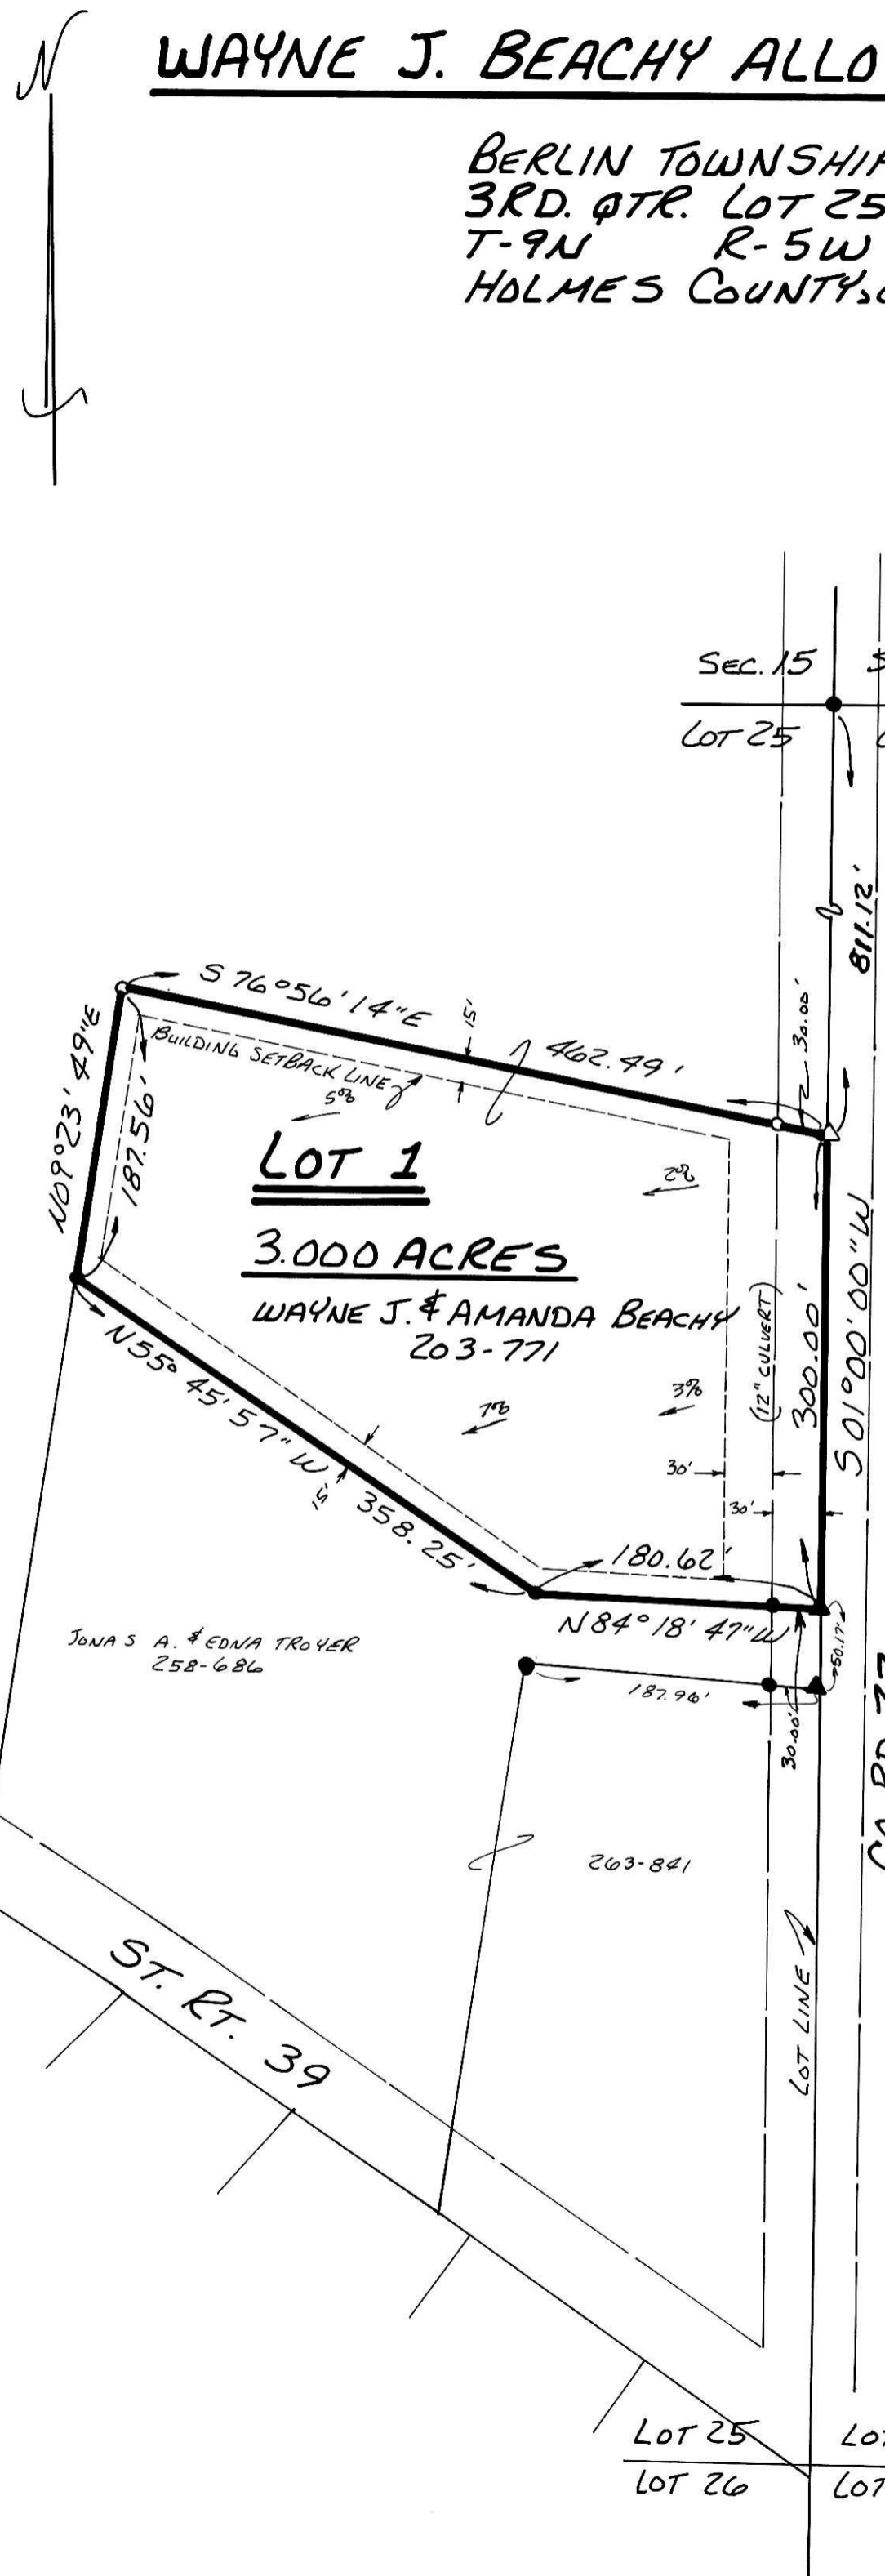 N
WAYNE J. BEACHY ALLO
BERLIN TOWNSHIP
3RD. QTR. LOT 25
T-9N R-5W
HOLMES COUNTY,
SEC. 15
LOT 25
811.12'
S 76°56'14"E
15'
462.49'
30.00'
N09°23'49"E
187.56'
BUILDING SETBACK LINE
5%
LOT 1
2%
3.000 ACRES
WAYNE J. & AMANDA BEACHY
203-771
(12" CULVERT)
300.00'
S 01°00'00"W
N55°45'57"W
358.25'
15'
7%
3%
30'
30'
180.62'
N84°18'47"W
50.17'
JONAS A. & EDNA TROYER
258-686
187.96'
30.00'
CO. RD. 77
263-841
LOT LINE
ST. RT. 39
LOT 25
LOT 26